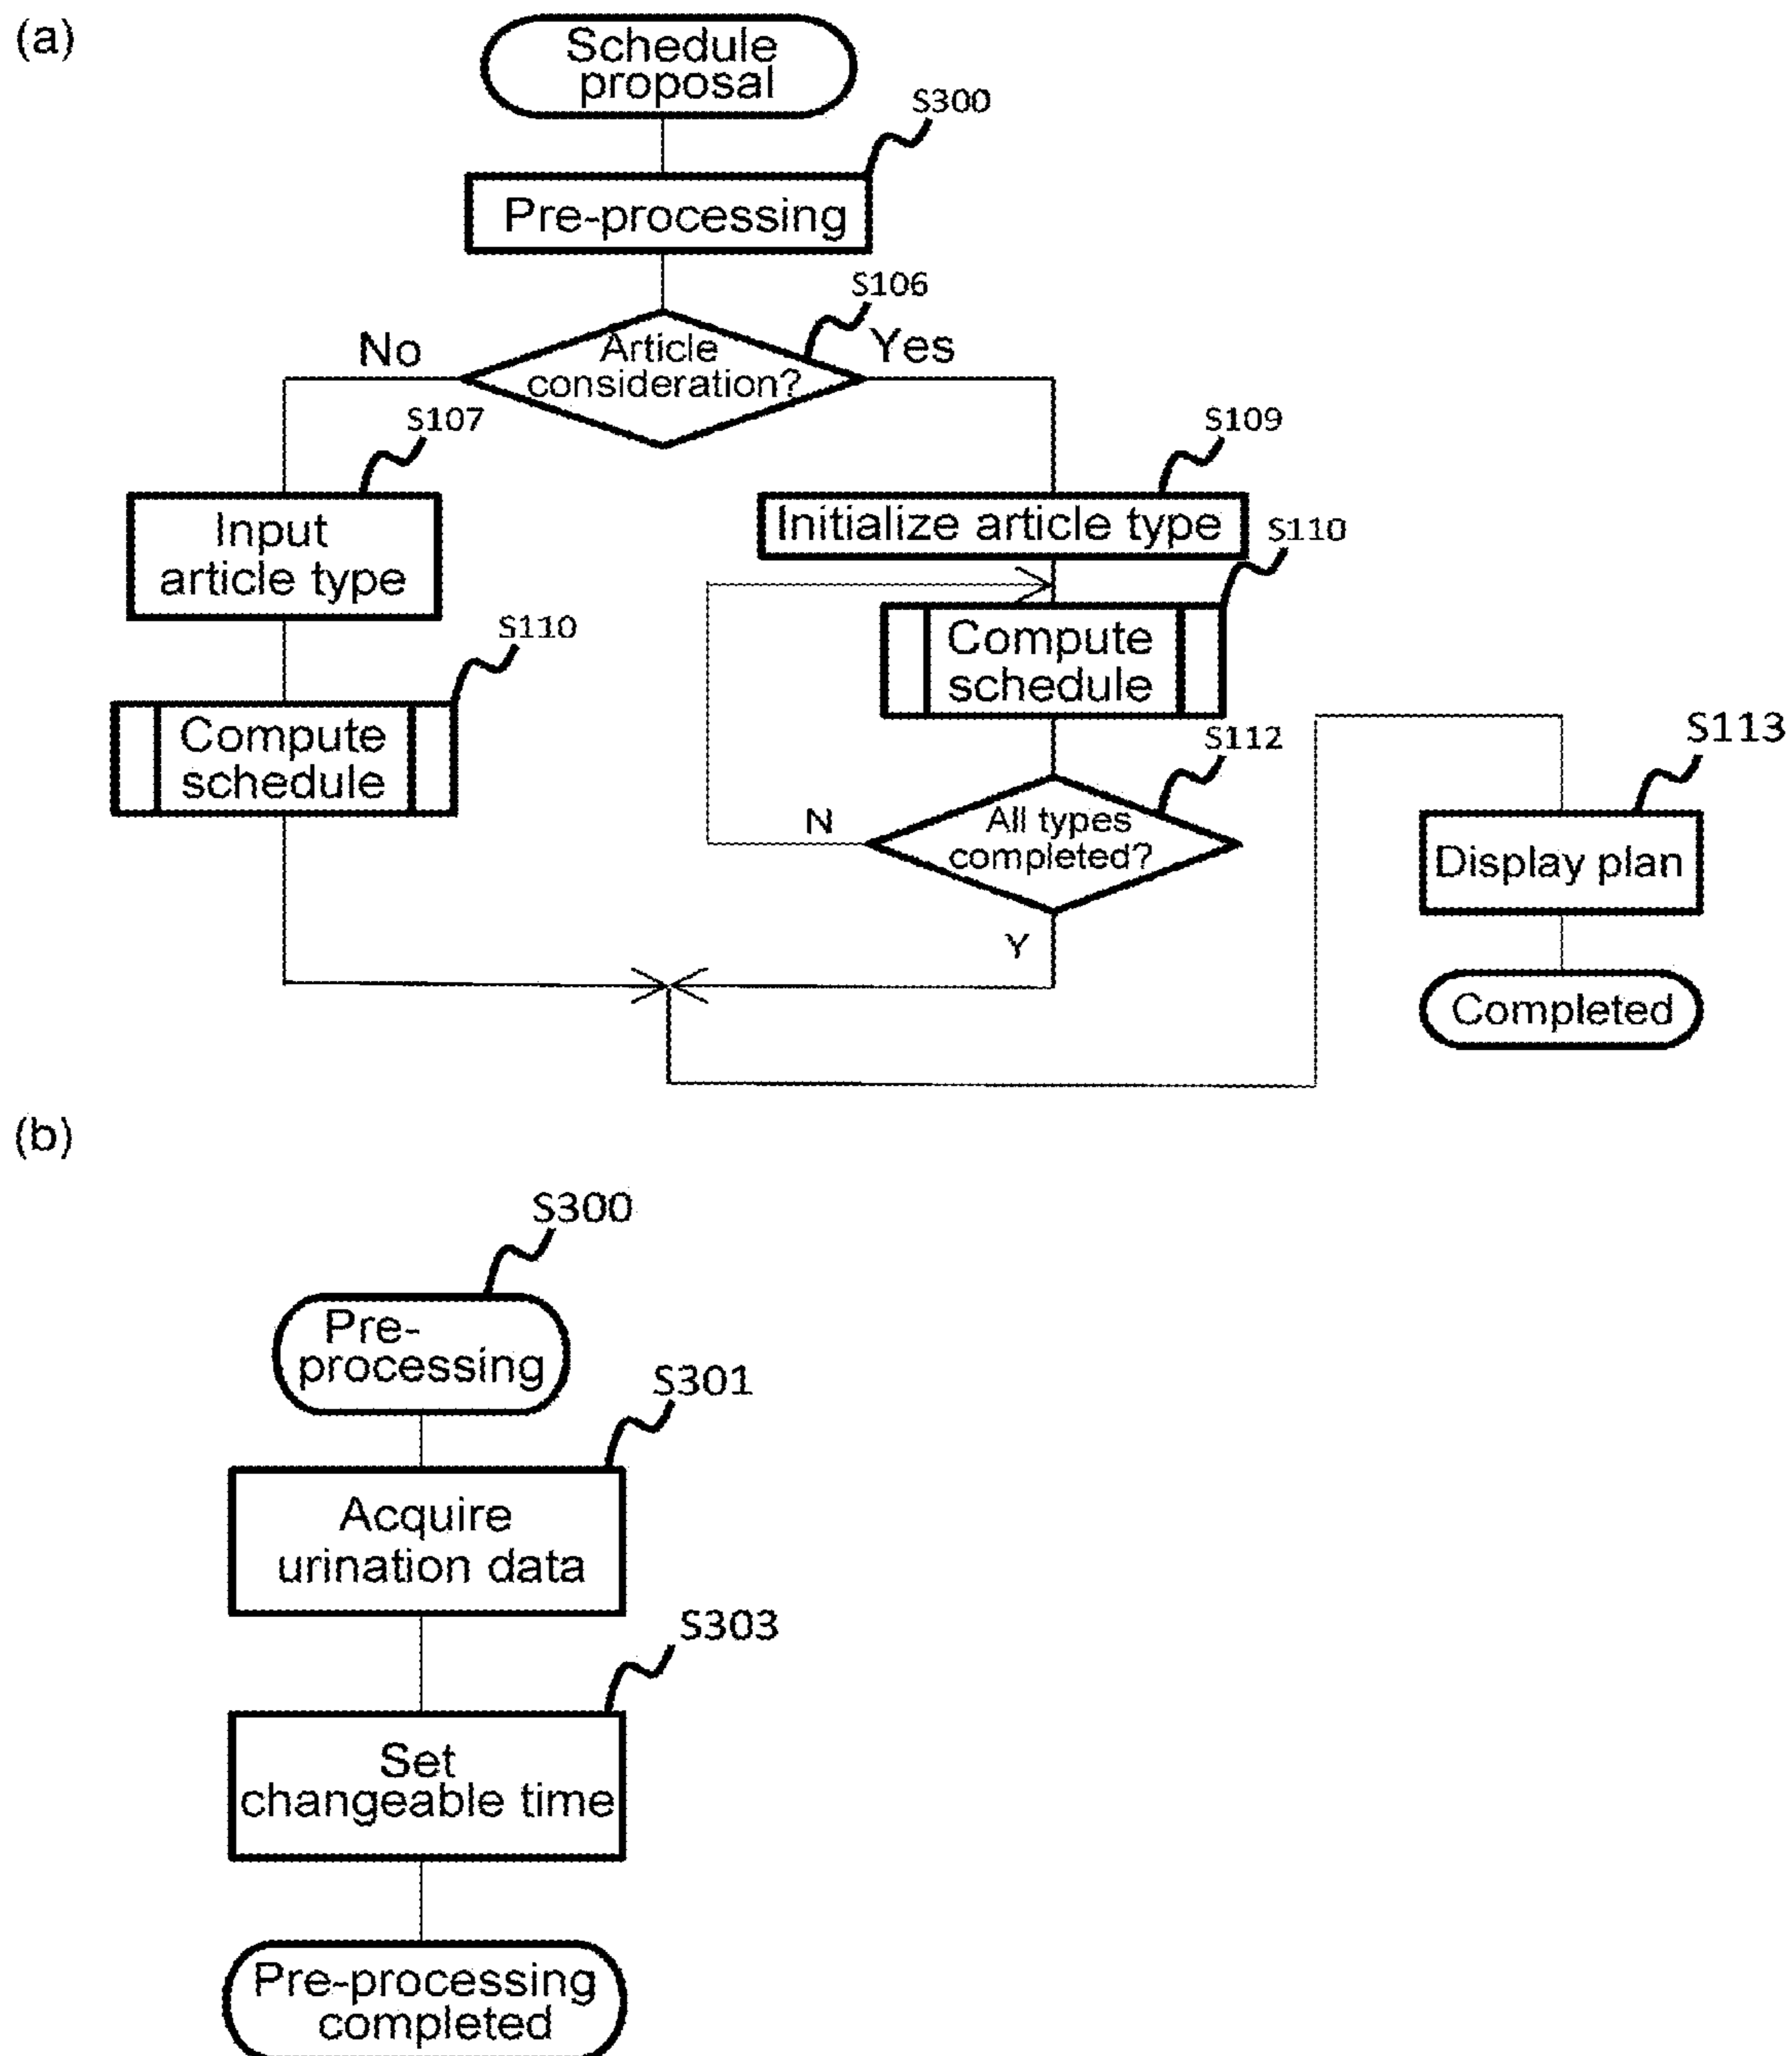 (a)
Schedule
proposal
S300
Pre-processing
S106
No
Article
consideration?
Yes
S107
S109
Input
article type
Initialize article type
S110
S110
Compute
schedule
Compute
schedule
S112
S113
N
All types
completed?
Display plan
Y
Completed
(b)
S300
Pre-
processing
S301
Acquire
urination data
S303
Set
changeable time
Pre-processing
completed